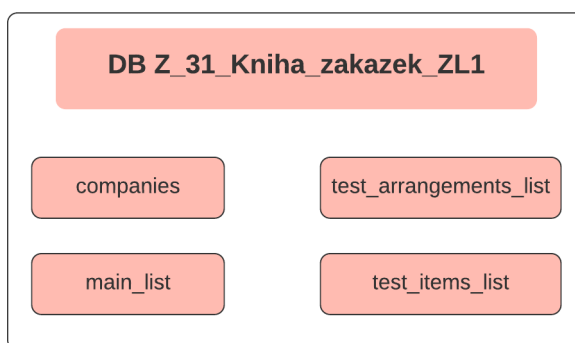 DB Z_31_Kniha_zakazek_ZL1
companies
test_arrangements_list
main_list
test_items_list